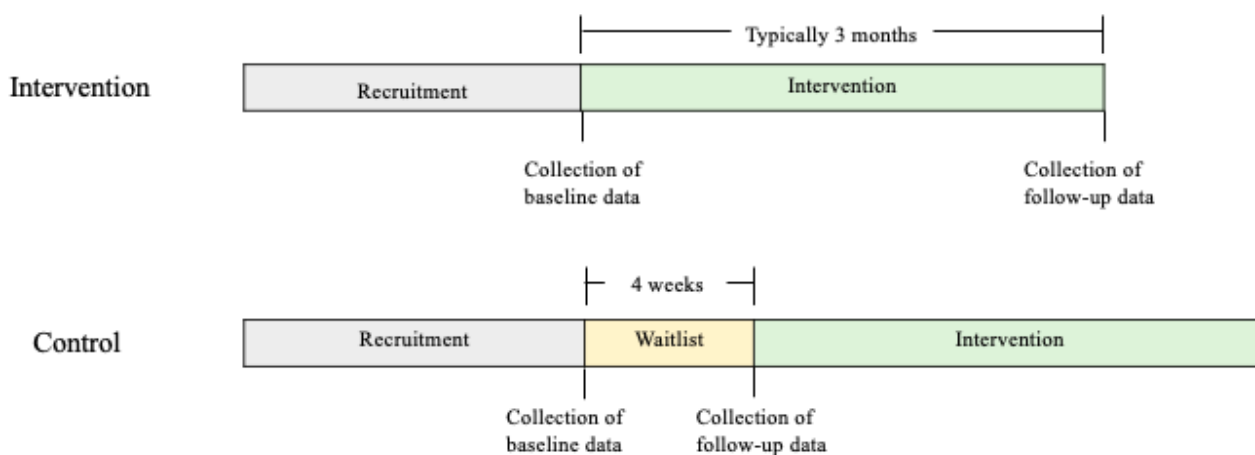 Typically 3 months
Intervention
Recruitment
Intervention
Collection of
baseline data
Collection of
follow-up data
4 weeks
Control
Recruitment
Waitlist
Intervention
Collection of
baseline data
Collection of
follow-up data